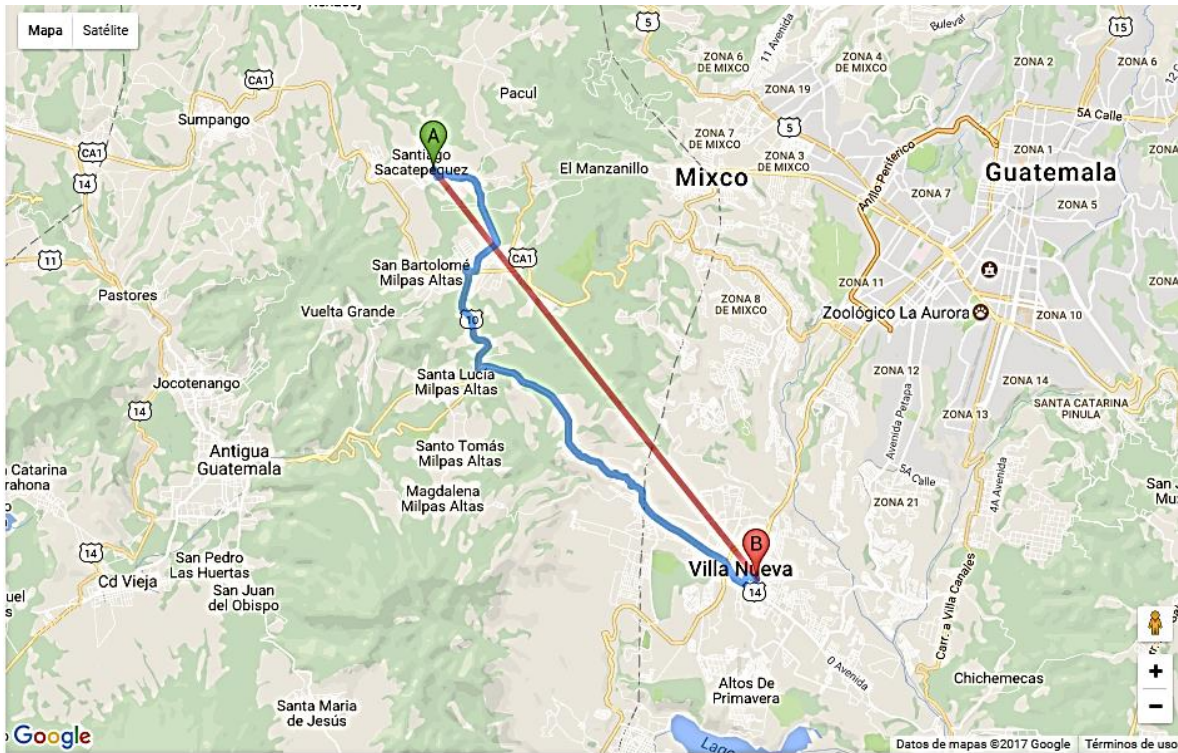 Mapa
Satélite
5
11 Avenida
Bulevar
15
ZONA 6
DE MIXCO
ZONA 4
DE MIXCO
ZONA 2
ZONA 6
CA1
Pacul
ZONA 19
Sumpango
5A Calle
A
ZONA 7
DE MIXCO
5
CA1
Santiago
Sacatepéquez
El Manzanillo
Mixco
ZONA 3
DE MIXCO
Anillo Periférico
ZONA 1
Guatemala
14
ZONA 7
ZONA 5
11
San Bartolomé
Milpas Altas
CA1
Pastores
ZONA 11
Vuelta Grande
10
ZONA 8
DE MIXCO
Zoológico La Aurora
ZONA 10
Jocotenango
Santa Lucía
Milpas Altas
ZONA 12
ZONA 14
14
Avenida Petapa
ZONA 13
SANTA CATARINA
PINULA
Antigua
Guatemala
Santo Tomás
Milpas Altas
Catarina
5A Calle
Magdalena
Milpas Altas
ZONA 21
4A Avenida
San J
14
San Pedro
Las Huertas
B
Villa Nueva
Cd Vieja
San Juan
del Obispo
14
Carr. a Villa Canales
0 Avenida
+
Chichemecas
Altos De
Primavera
−
Santa Maria
de Jesús
Google
Lago
Datos de mapas ©2017 Google
Términos de uso